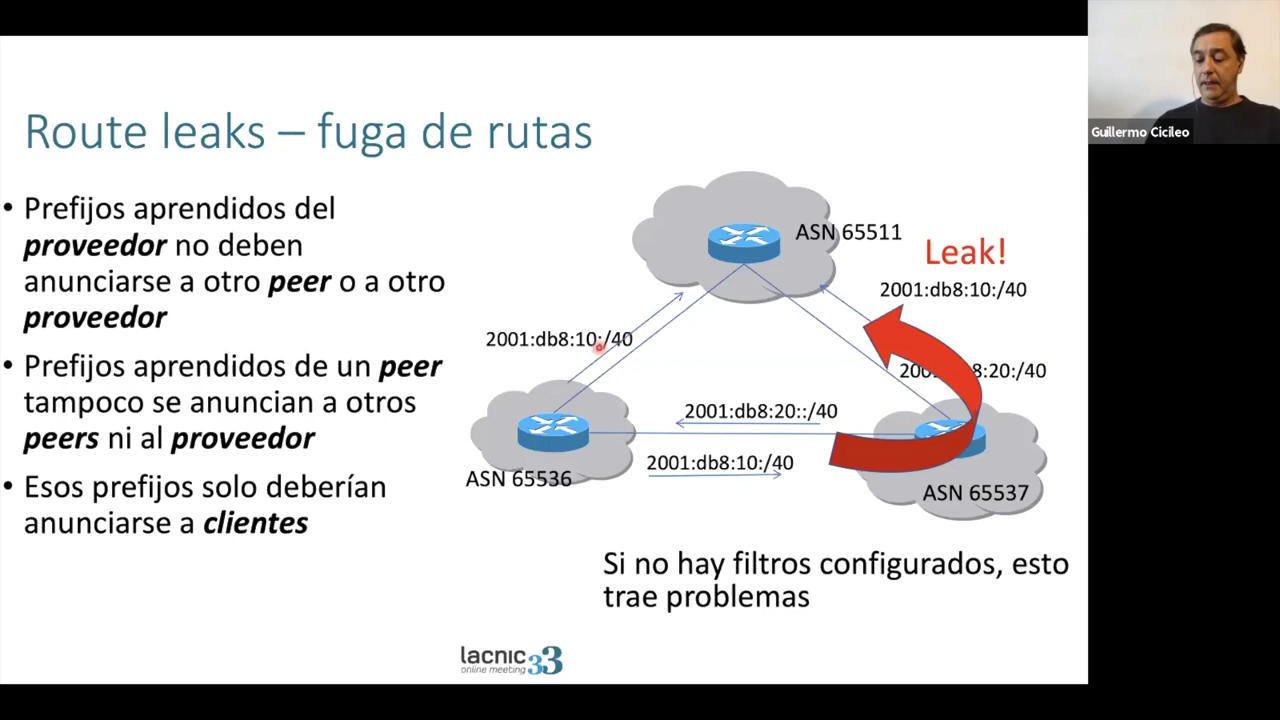 Route leaks – fuga de rutas
• Prefijos aprendidos del
proveedor no deben
anunciarse a otro peer o a otro
proveedor
• Prefijos aprendidos de un peer
tampoco se anuncian a otros
peers ni al proveedor
• Esos prefijos solo deberían
anunciarse a clientes
ASN 65511
Leak!
2001:db8:10:/40
2001:db8:10:/40
8:20:/40
2001:db8:20::/40
2001:db8:10:/40
ASN 65536
ASN 65537
Si no hay filtros configurados, esto
trae problemas
lacnic 33
online meeting
Guillermo Cicileo